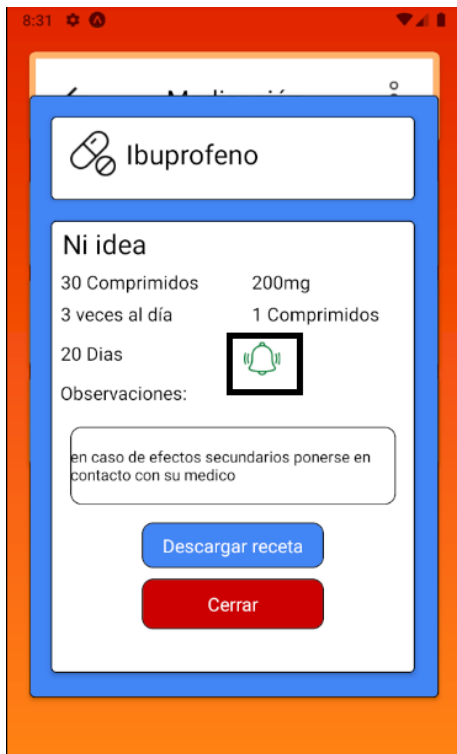 8:31
Ibuprofeno
Ni idea
30 Comprimidos 200mg
3 veces al día 1 Comprimidos
20 Dias
Observaciones:
en caso de efectos secundarios ponerse en
contacto con su medico
Descargar receta
Cerrar